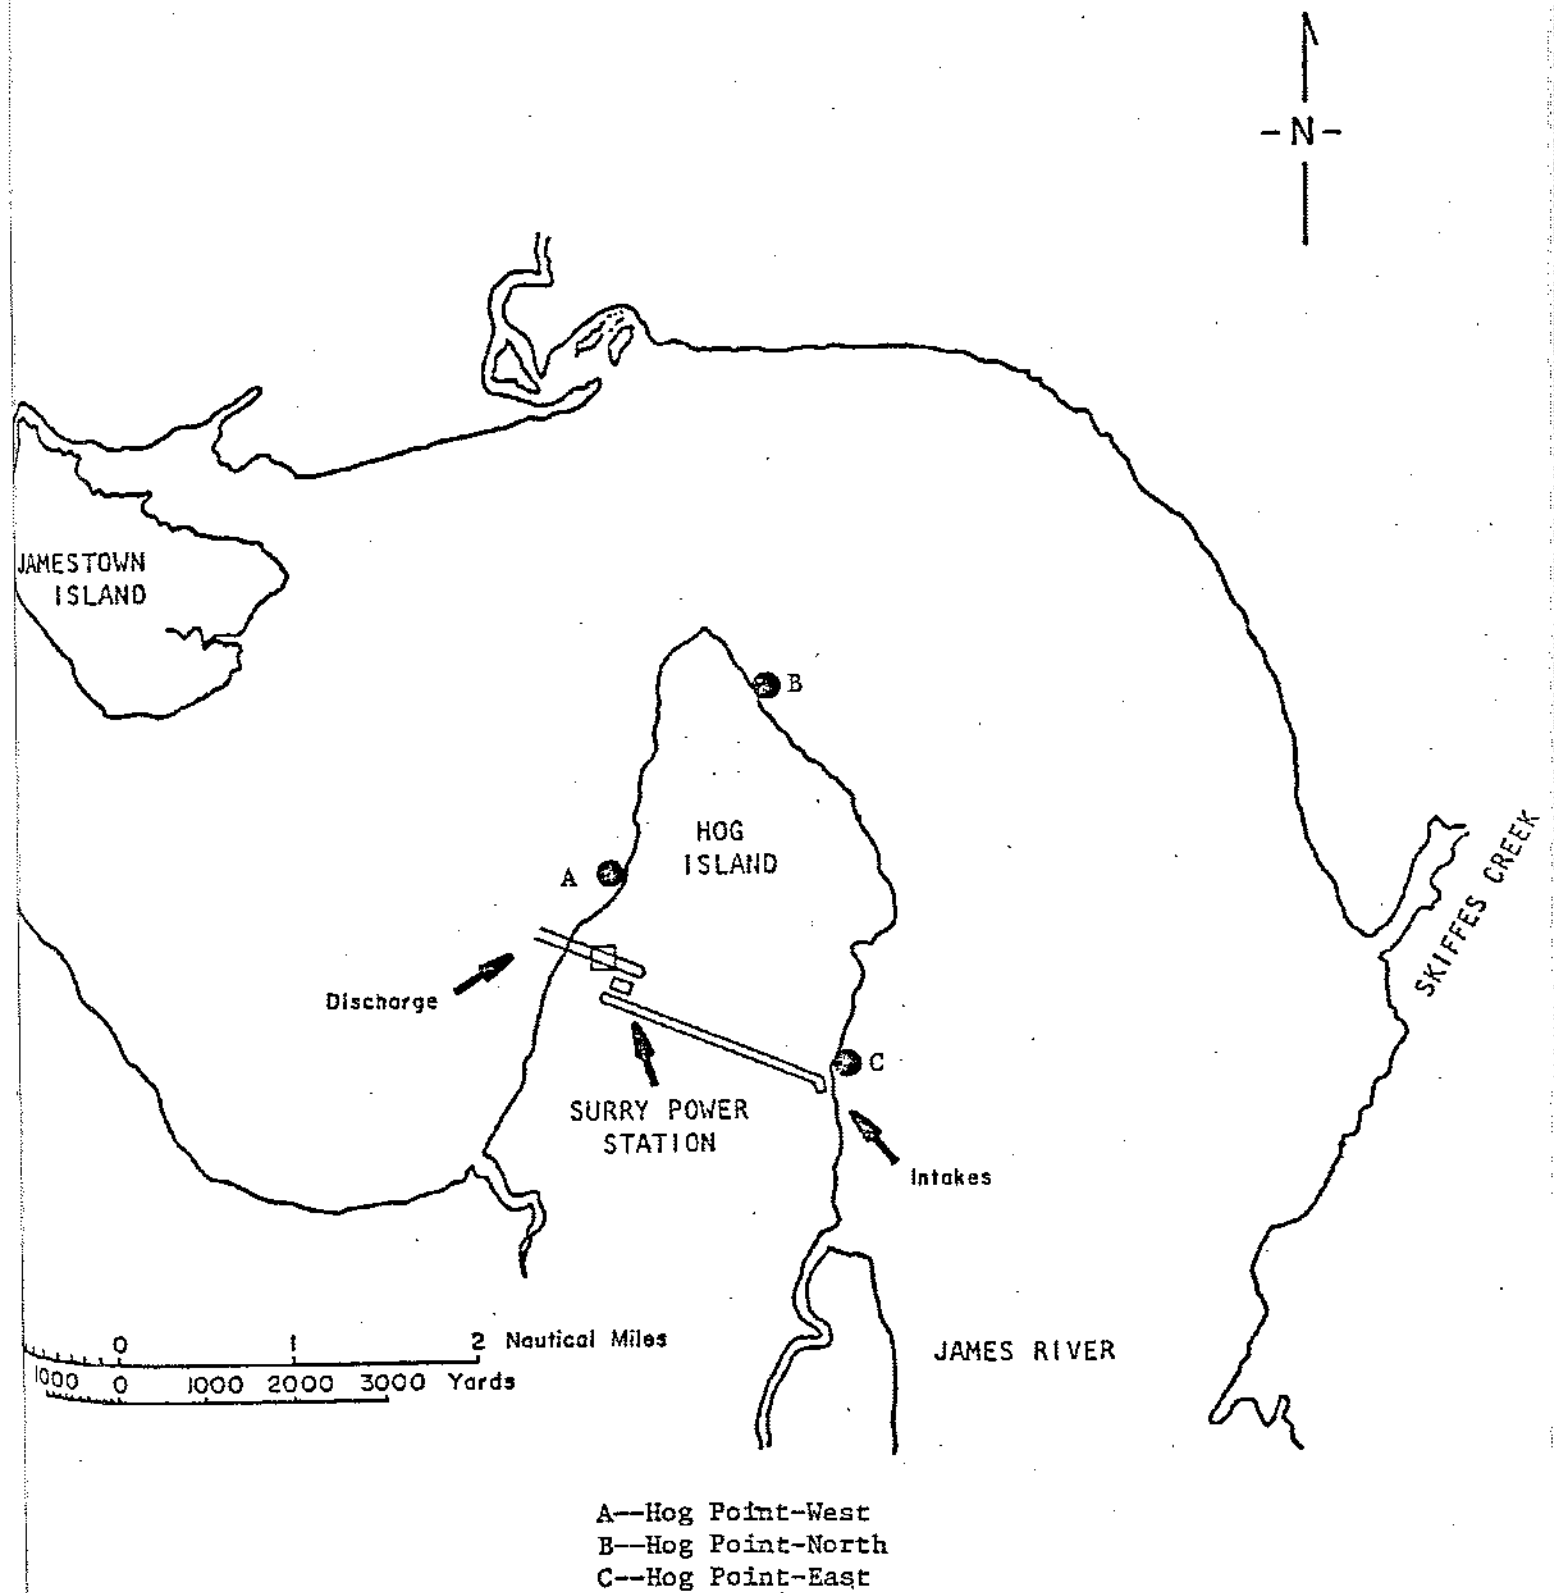 -N-
JAMESTOWN
ISLAND
B
HOG
ISLAND
A
SKIFFES CREEK
Discharge
C
SURRY POWER
STATION
Intakes
0 1 2 Nautical Miles
JAMES RIVER
1000 0 1000 2000 3000 Yards
A--Hog Point-West
B--Hog Point-North
C--Hog Point-East